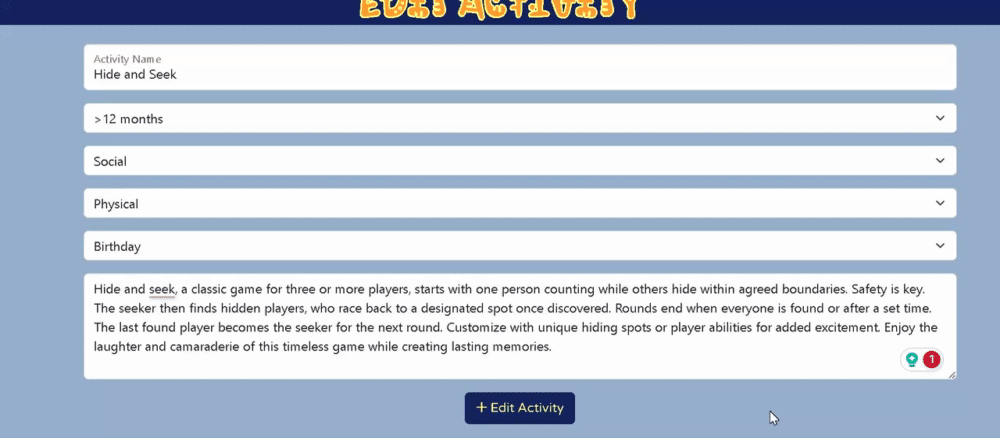 EDIT ACTIVITY
Activity Name
Hide and Seek
>12 months
Social
Physical
Birthday
Hide and seek, a classic game for three or more players, starts with one person counting while others hide within agreed boundaries. Safety is key.
The seeker then finds hidden players, who race back to a designated spot once discovered. Rounds end when everyone is found or after a set time.
The last found player becomes the seeker for the next round. Customize with unique hiding spots or player abilities for added excitement. Enjoy the
laughter and camaraderie of this timeless game while creating lasting memories.
1
+ Edit Activity